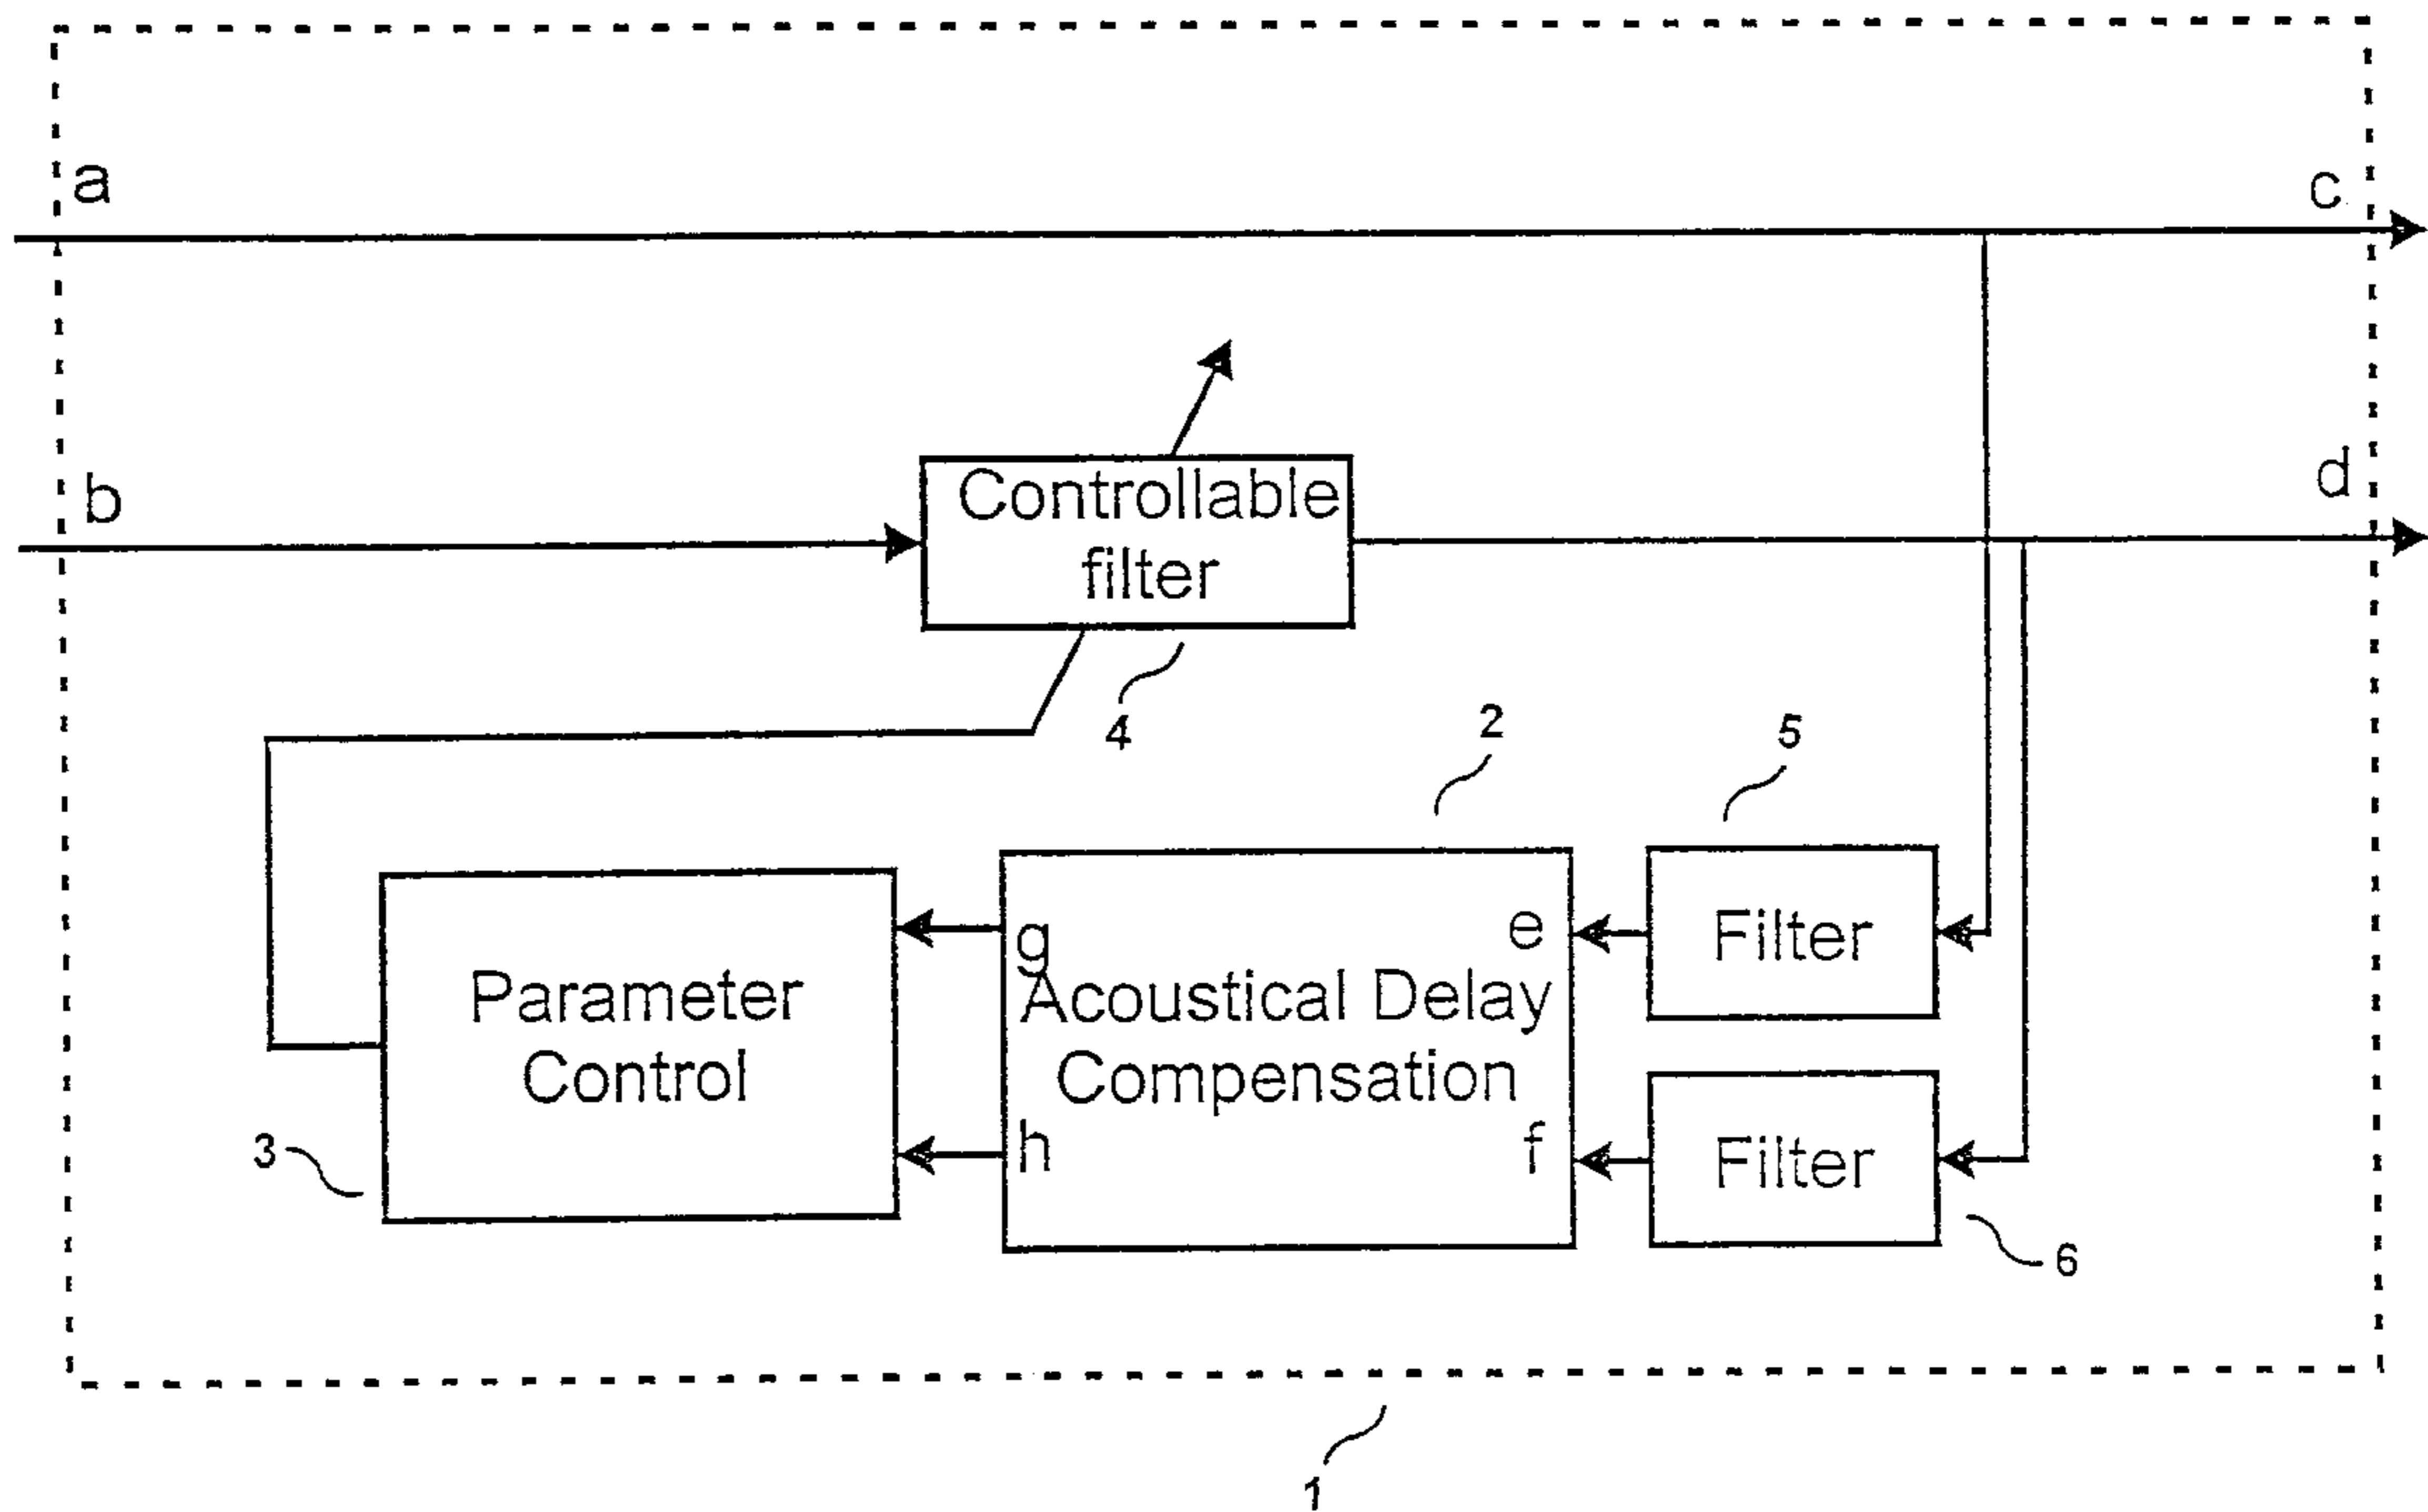 a
c
b
Controllable
filter
d
4
2
5
g
e
Filter
Parameter
Control
Acoustical Delay
Compensation
h
f
Filter
3
6
1